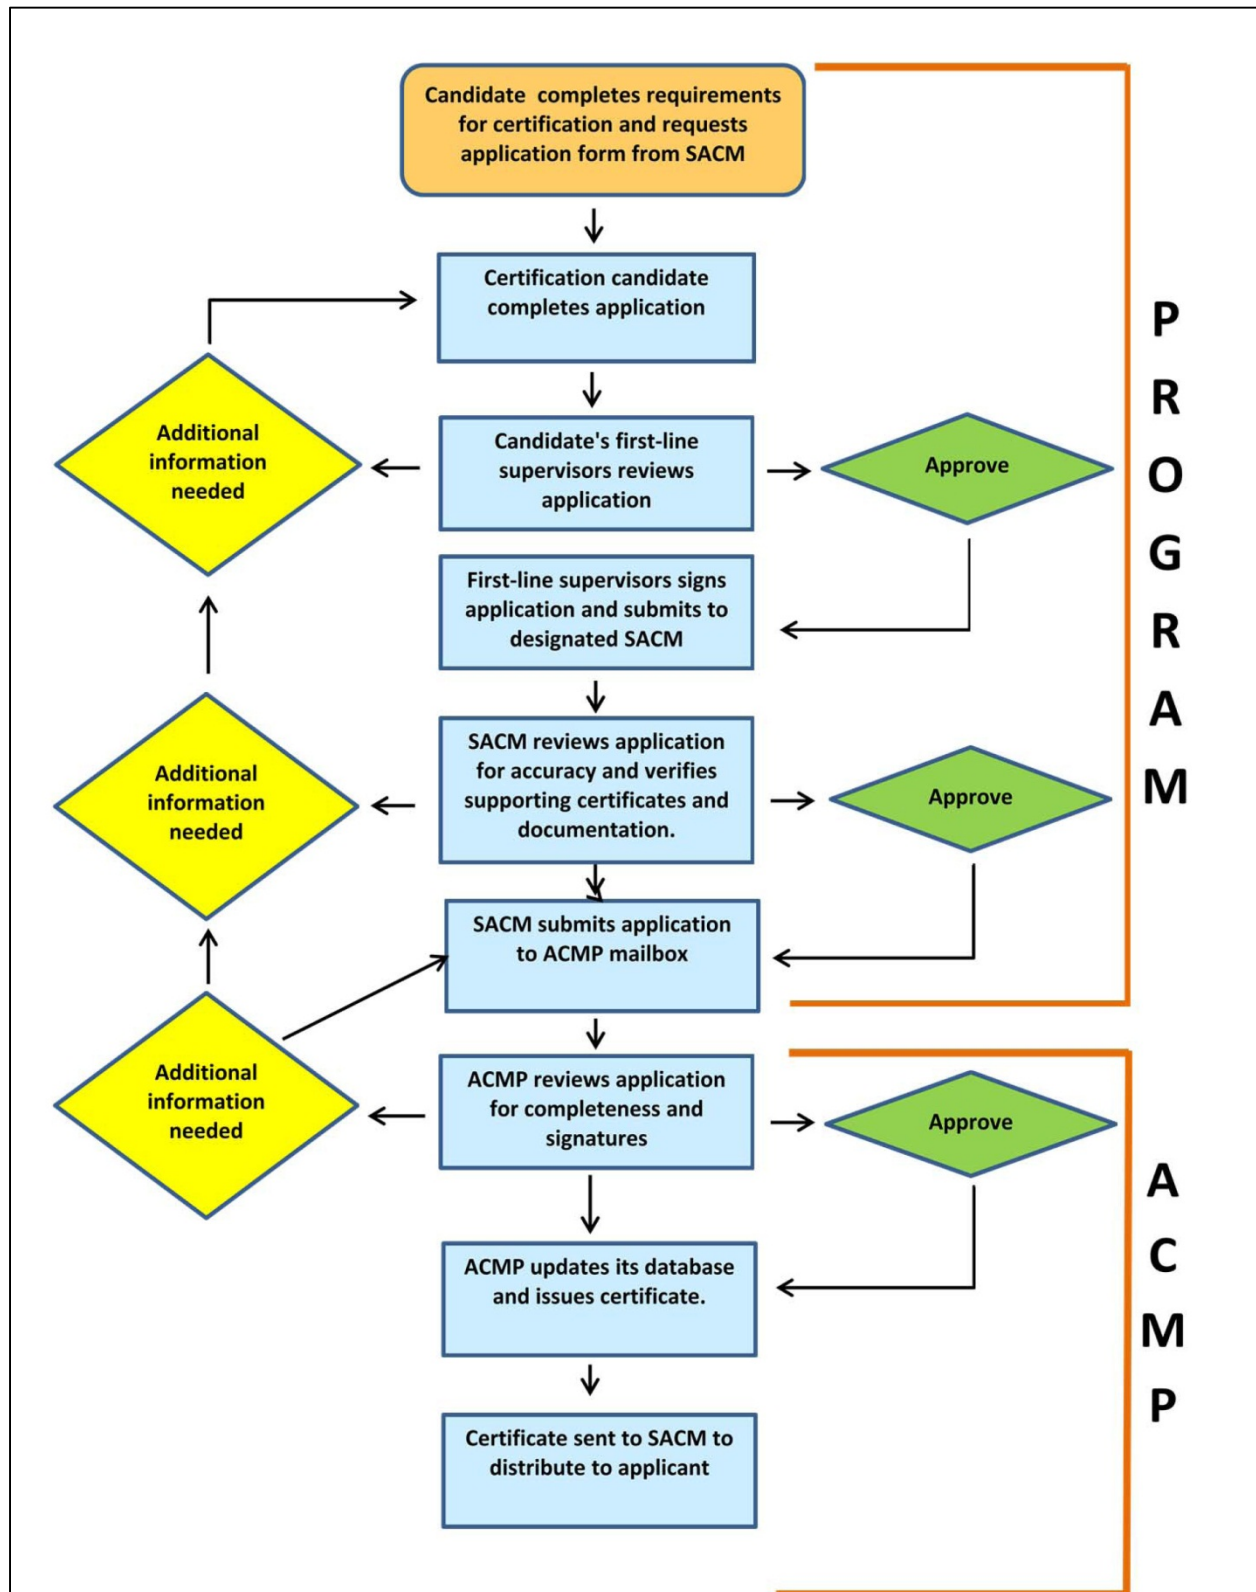 Candidate completes requirements
for certification and requests
application form from SACM
Certification candidate
completes application
Additional
information
needed
Candidate's first-line
supervisors reviews
application
Approve
First-line supervisors signs
application and submits to
designated SACM
Additional
information
needed
SACM reviews application
for accuracy and verifies
supporting certificates and
documentation.
Approve
SACM submits application
to ACMP mailbox
P
R
O
G
R
A
M
Additional
information
needed
ACMP reviews application
for completeness and
signatures
Approve
ACMP updates its database
and issues certificate.
Certificate sent to SACM to
distribute to applicant
A
C
M
P